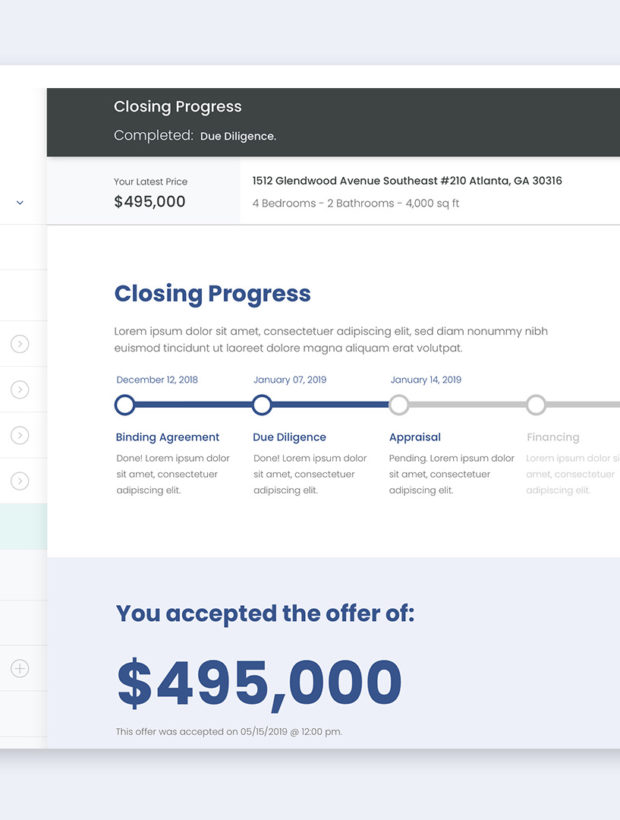 Closing Progress
Completed: Due Diligence.
Your Latest Price
$495,000
1512 Glendwood Avenue Southeast #210 Atlanta, GA 30316
4 Bedrooms - 2 Bathrooms - 4,000 sq ft
Closing Progress
Lorem ipsum dolor sit amet, consectetuer adipiscing elit, sed diam nonummy nibh
euismod tincidunt ut laoreet dolore magna aliquam erat volutpat.
December 12, 2018
January 07, 2019
January 14, 2019
Binding Agreement
Done! Lorem ipsum dolor
sit amet, consectetuer
adipiscing elit.
Due Diligence
Done! Lorem ipsum dolor
sit amet, consectetuer
adipiscing elit.
Appraisal
Pending. Lorem ipsum dolor
sit amet, consectetuer
adipiscing elit.
Financing
Lorem ipsum dolor si
amet, consectetuer
adipiscing elit.
You accepted the offer of:
$495,000
This offer was accepted on 05/15/2019 @ 12:00 pm.